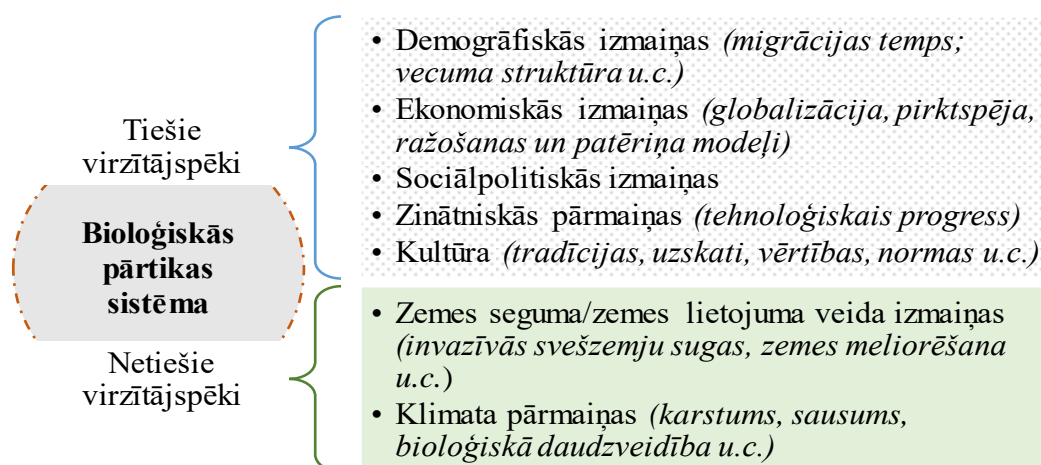 Tiešie
virzītājspēki
Bioloģiskās
pārtikas
sistēma
Netiešie
virzītājspēki
• Demogrāfiskās izmaiņas (migrācijas temps;
vecuma struktūra u.c.)
• Ekonomiskās izmaiņas (globalizācija, pirktspēja,
ražošanas un patēriņa modeļi)
• Sociālpolitiskās izmaiņas
• Zinātniskās pārmaiņas (tehnoloģiskais progress)
• Kultūra (tradīcijas, uzskati, vērtības, normas u.c.)
• Zemes seguma/zemes lietojuma veida izmaiņas
(invazīvās svešzemju sugas, zemes meliorēšana
u.c.)
• Klimata pārmaiņas (karstums, sausums,
bioloģiskā daudzveidība u.c.)